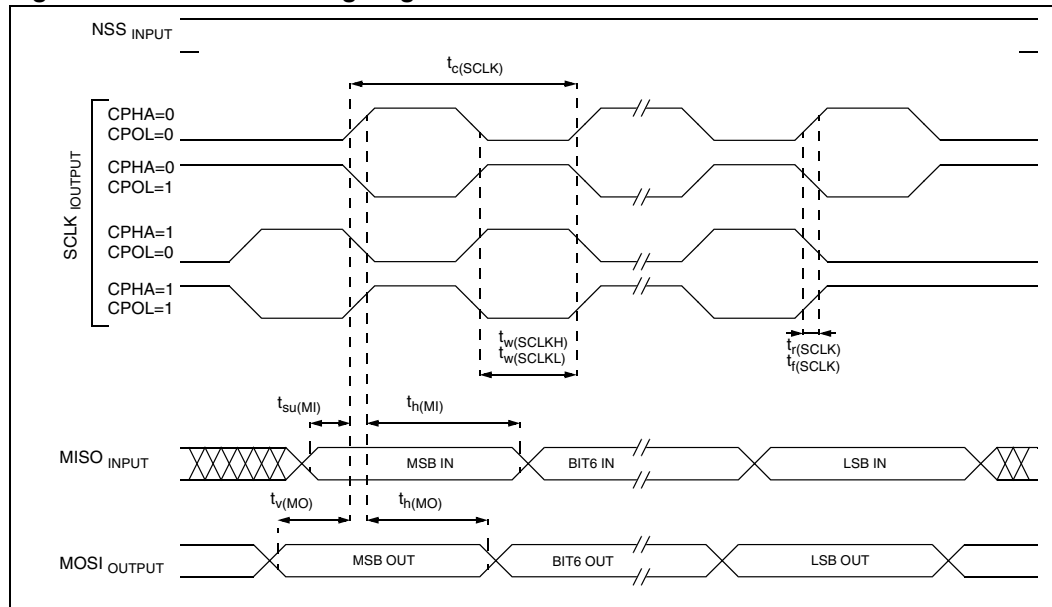 NSS INPUT
tc(SCLK)
SCLK IOUTPUT
CPHA=0
CPOL=0
CPHA=0
CPOL=1
CPHA=1
CPOL=0
CPHA=1
CPOL=1
tw(SCLKH)
tw(SCLKL)
tr(SCLK)
tf(SCLK)
tsu(MI)
th(MI)
MISO INPUT
MSB IN
BIT6 IN
LSB IN
tv(MO)
th(MO)
MOSI OUTPUT
MSB OUT
BIT6 OUT
LSB OUT